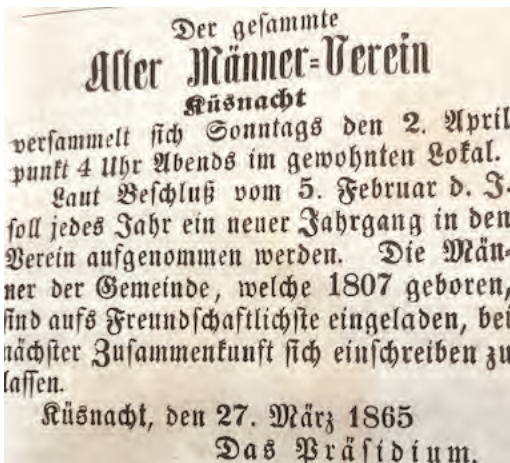 Der gesammte
Alter Männer=Verein
Küsnacht
versammelt sich Sonntags den 2. April
punkt 4 Uhr Abends im gewohnten Lokal.
Laut Beschluß vom 5. Februar d. J.
soll jedes Jahr ein neuer Jahrgang in den
Verein aufgenommen werden. Die Män-
ner der Gemeinde, welche 1807 geboren,
sind aufs Freundschaftlichste eingeladen, bei
nächster Zusammenkunft sich einschreiben zu
lassen.
Küsnacht, den 27. März 1865
Das Präsidium.